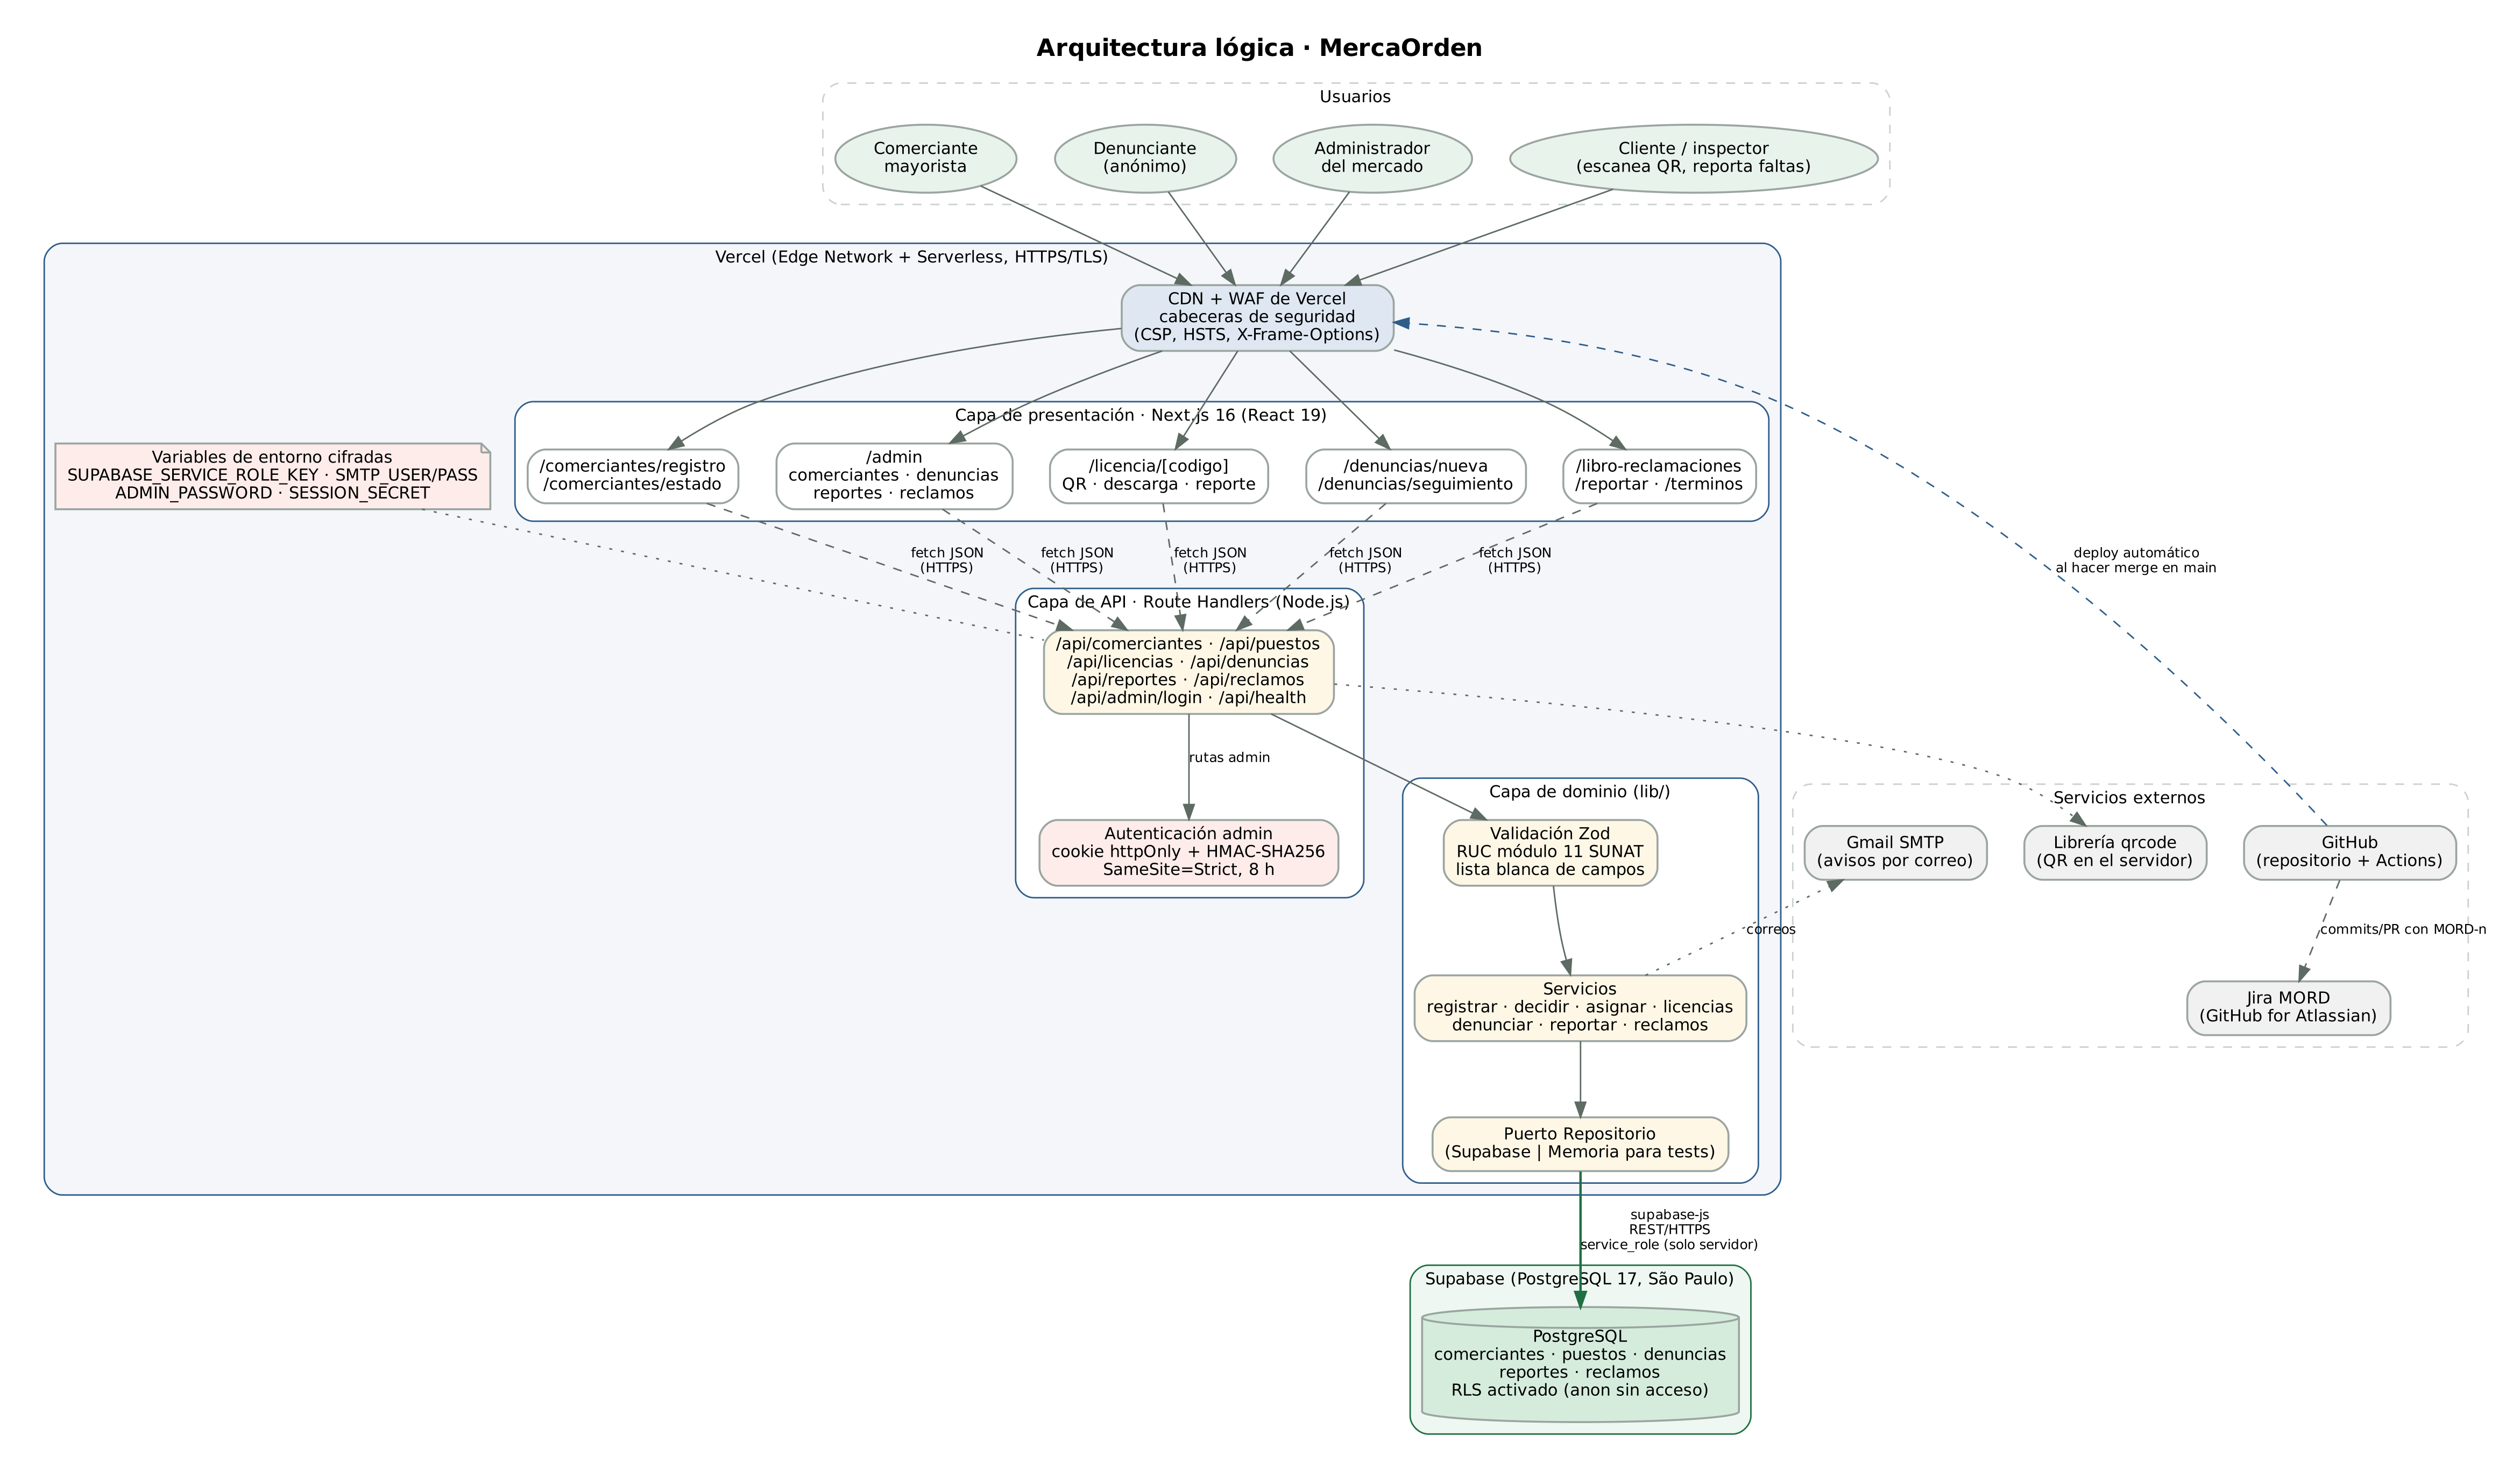 Arquitectura lógica · MercaOrden
Usuarios
Comerciante
mayorista
Denunciante
(anónimo)
Administrador
del mercado
Cliente / inspector
(escanea QR, reporta faltas)
Vercel (Edge Network + Serverless, HTTPS/TLS)
CDN + WAF de Vercel
cabeceras de seguridad
(CSP, HSTS, X-Frame-Options)
Capa de presentación · Next.js 16 (React 19)
Variables de entorno cifradas
SUPABASE_SERVICE_ROLE_KEY · SMTP_USER/PASS
ADMIN_PASSWORD · SESSION_SECRET
/comerciantes/registro
/comerciantes/estado
/admin
comerciantes · denuncias
reportes · reclamos
/licencia/[codigo]
QR · descarga · reporte
/denuncias/nueva
/denuncias/seguimiento
/libro-reclamaciones
/reportar · /terminos
fetch JSON
(HTTPS)
fetch JSON
(HTTPS)
fetch JSON
(HTTPS)
fetch JSON
(HTTPS)
fetch JSON
(HTTPS)
deploy automático
al hacer merge en main
Capa de API · Route Handlers (Node.js)
/api/comerciantes · /api/puestos
/api/licencias · /api/denuncias
/api/reportes · /api/reclamos
/api/admin/login · /api/health
rutas admin
Autenticación admin
cookie httpOnly + HMAC-SHA256
SameSite=Strict, 8 h
Capa de dominio (lib/)
Validación Zod
RUC módulo 11 SUNAT
lista blanca de campos
Servicios externos
Gmail SMTP
(avisos por correo)
Librería qrcode
(QR en el servidor)
GitHub
(repositorio + Actions)
correos
commits/PR con MORD-n
Servicios
registrar · decidir · asignar · licencias
denunciar · reportar · reclamos
Jira MORD
(GitHub for Atlassian)
Puerto Repositorio
(Supabase | Memoria para tests)
supabase-js
REST/HTTPS
service_role (solo servidor)
Supabase (PostgreSQL 17, São Paulo)
PostgreSQL
comerciantes · puestos · denuncias
reportes · reclamos
RLS activado (anon sin acceso)